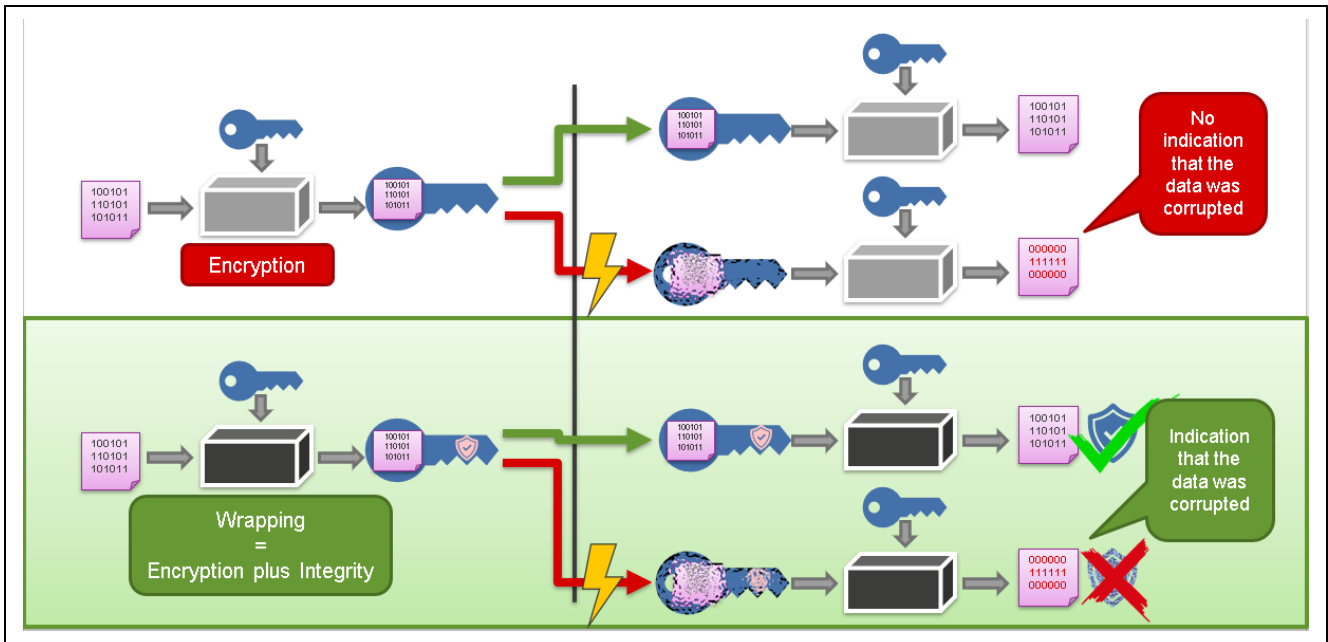 100101
110101
101011
Encryption
100101
110101
101011
100101
110101
101011
100101
110101
101011
000000
111111
000000
No
indication
that the
data was
corrupted
100101
110101
101011
Wrapping
=
Encryption plus Integrity
100101
110101
101011
100101
110101
101011
100101
110101
101011
000000
111111
000000
Indication
that the
data was
corrupted